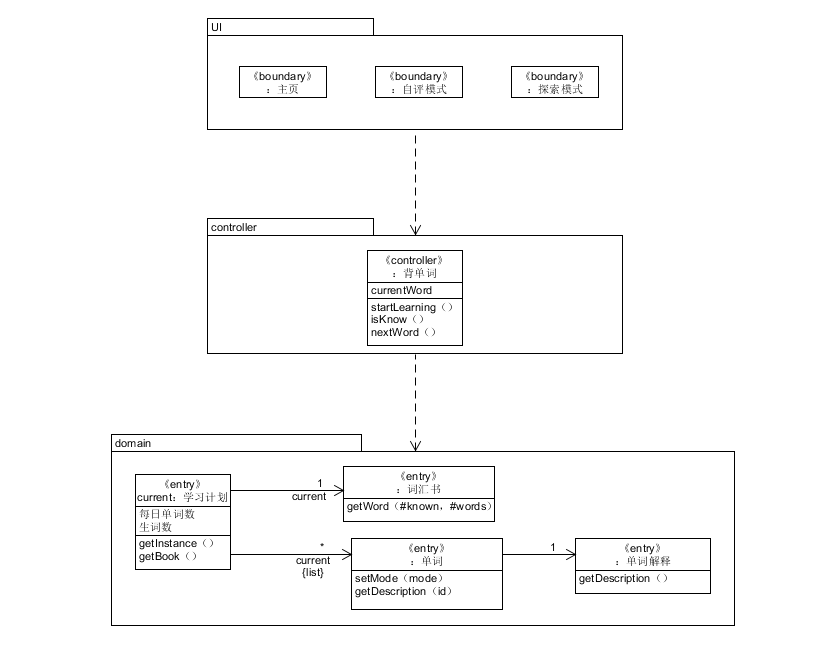 UI
《boundary》
：主页
《boundary》
：自评模式
《boundary》
：探索模式
controller
《controller》
：背单词
currentWord
startLearning（）
isKnow（）
nextWord（）
domain
《entry》
current：学习计划
每日单词数
生词数
getInstance（）
getBook（）
1
current
《entry》
：词汇书
getWord（#known，#words）
*
current
{list}
《entry》
：单词
setMode（mode）
getDescription（id）
1
《entry》
：单词解释
getDescription（）